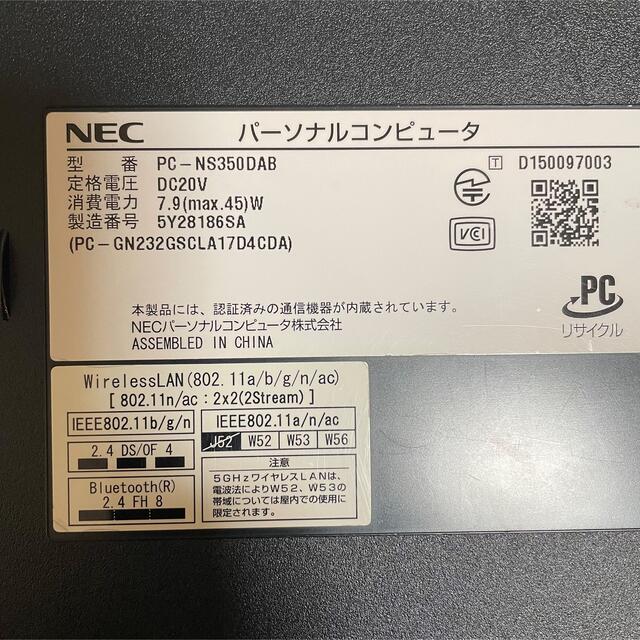 NEC パーソナルコンピュータ
型 番 PC-NS350DAB
定格電圧 DC20V
消費電力 7.9(max.45)W
製造番号 5Y28186SA
(PC-GN232GSCLA17D4CDA)
T D150097003
VCI
PC
リサイクル
本製品には、認証済みの通信機器が内蔵されています。
NECパーソナルコンピュータ株式会社
ASSEMBLED IN CHINA
WirelessLAN(802.11a/b/g/n/ac)
[ 802.11n/ac : 2x2(2Stream) ]
IEEE802.11b/g/n
2.4 DS/OF 4
Bluetooth(R)
2.4 FH 8
IEEE802.11a/n/ac
J52 W52 W53 W56
注意
5GHzワイヤレスLANは、
電波法によりW52、W53の
帯域については屋内での使用に
限定されます。